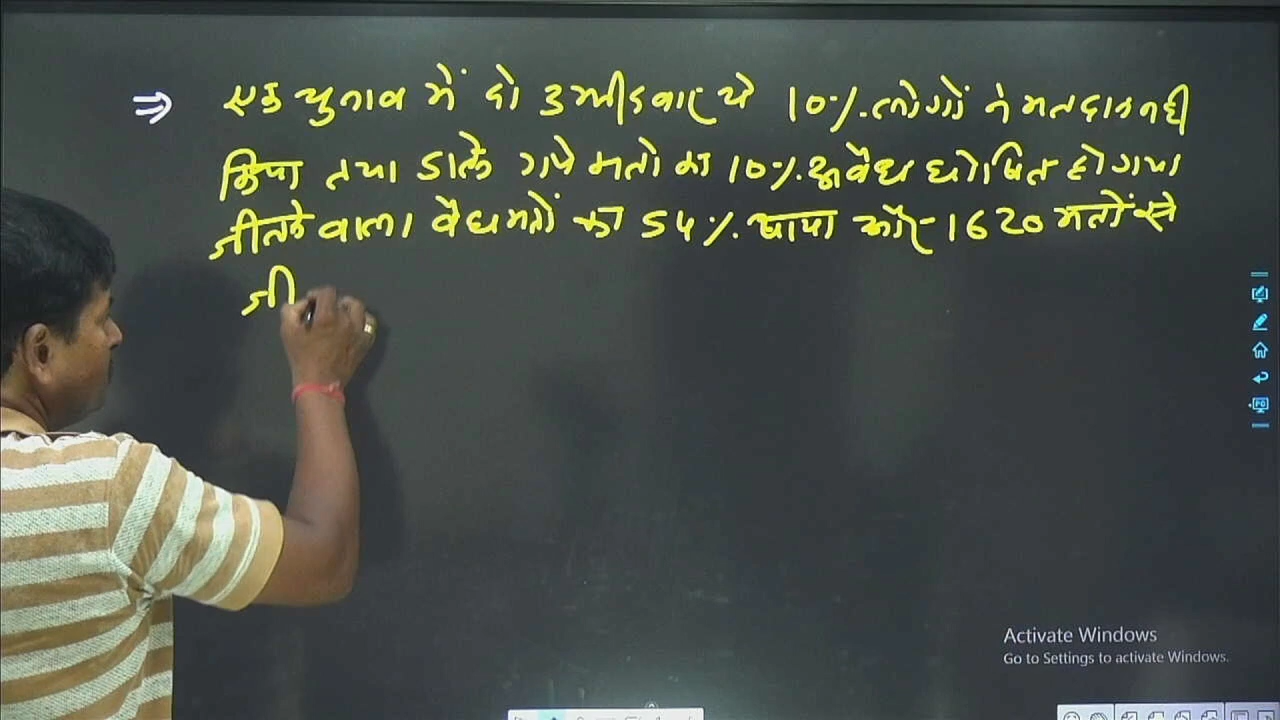 ⇒ एक चुनाव में दो उम्मीदवार थे 10% लोगों ने मतदान नही
किया तथा डाले गये मतो का 10% अवैध घोषित हो गया
जीतने वाला वैध मतों का 54% पाया और 1620 मतों से
जी
Activate Windows
Go to Settings to activate Windows.